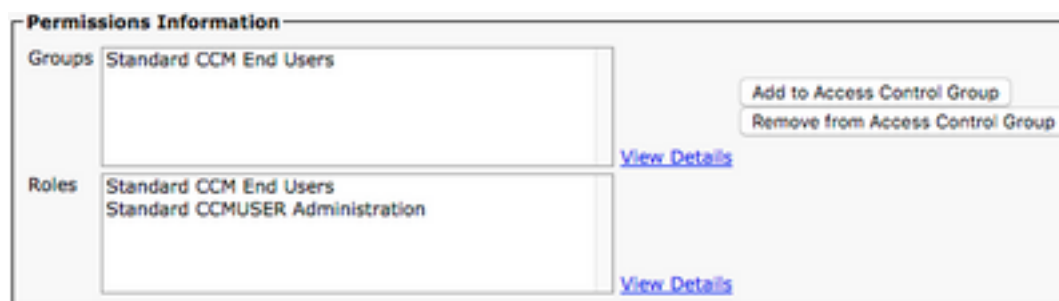 Permissions Information
Groups Standard CCM End Users
Add to Access Control Group
Remove from Access Control Group
View Details
Roles Standard CCM End Users
Standard CCMUSER Administration
View Details